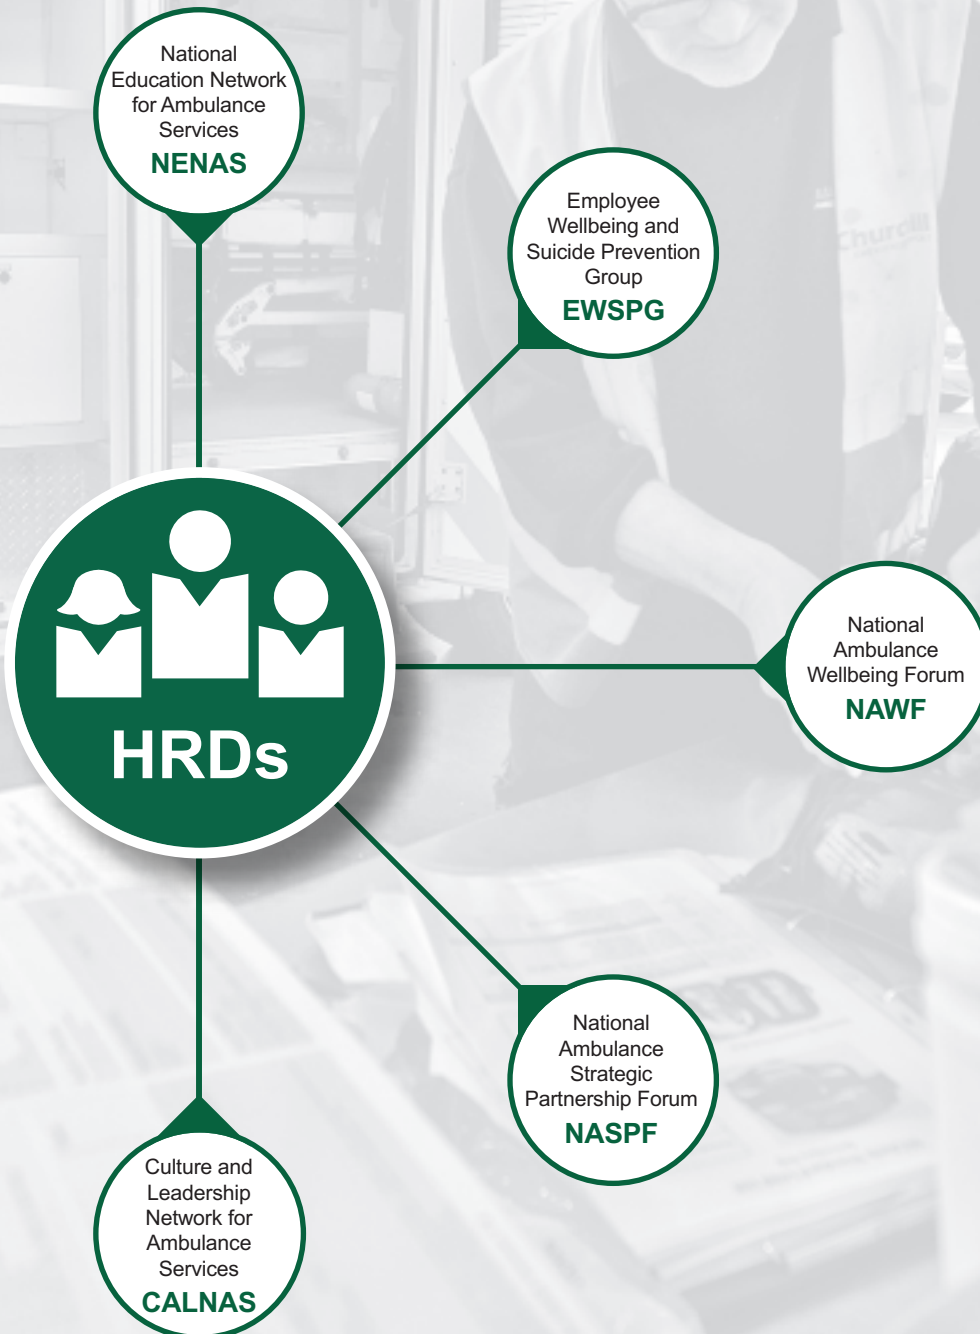 National
Education Network
for Ambulance
Services
NENAS
Employee
Wellbeing and
Suicide Prevention
Group
EWSPG
National
Ambulance
Wellbeing Forum
NAWF
HRDs
National
Ambulance
Strategic
Partnership Forum
NASPF
Culture and
Leadership
Network for
Ambulance
Services
CALNAS
Churchill